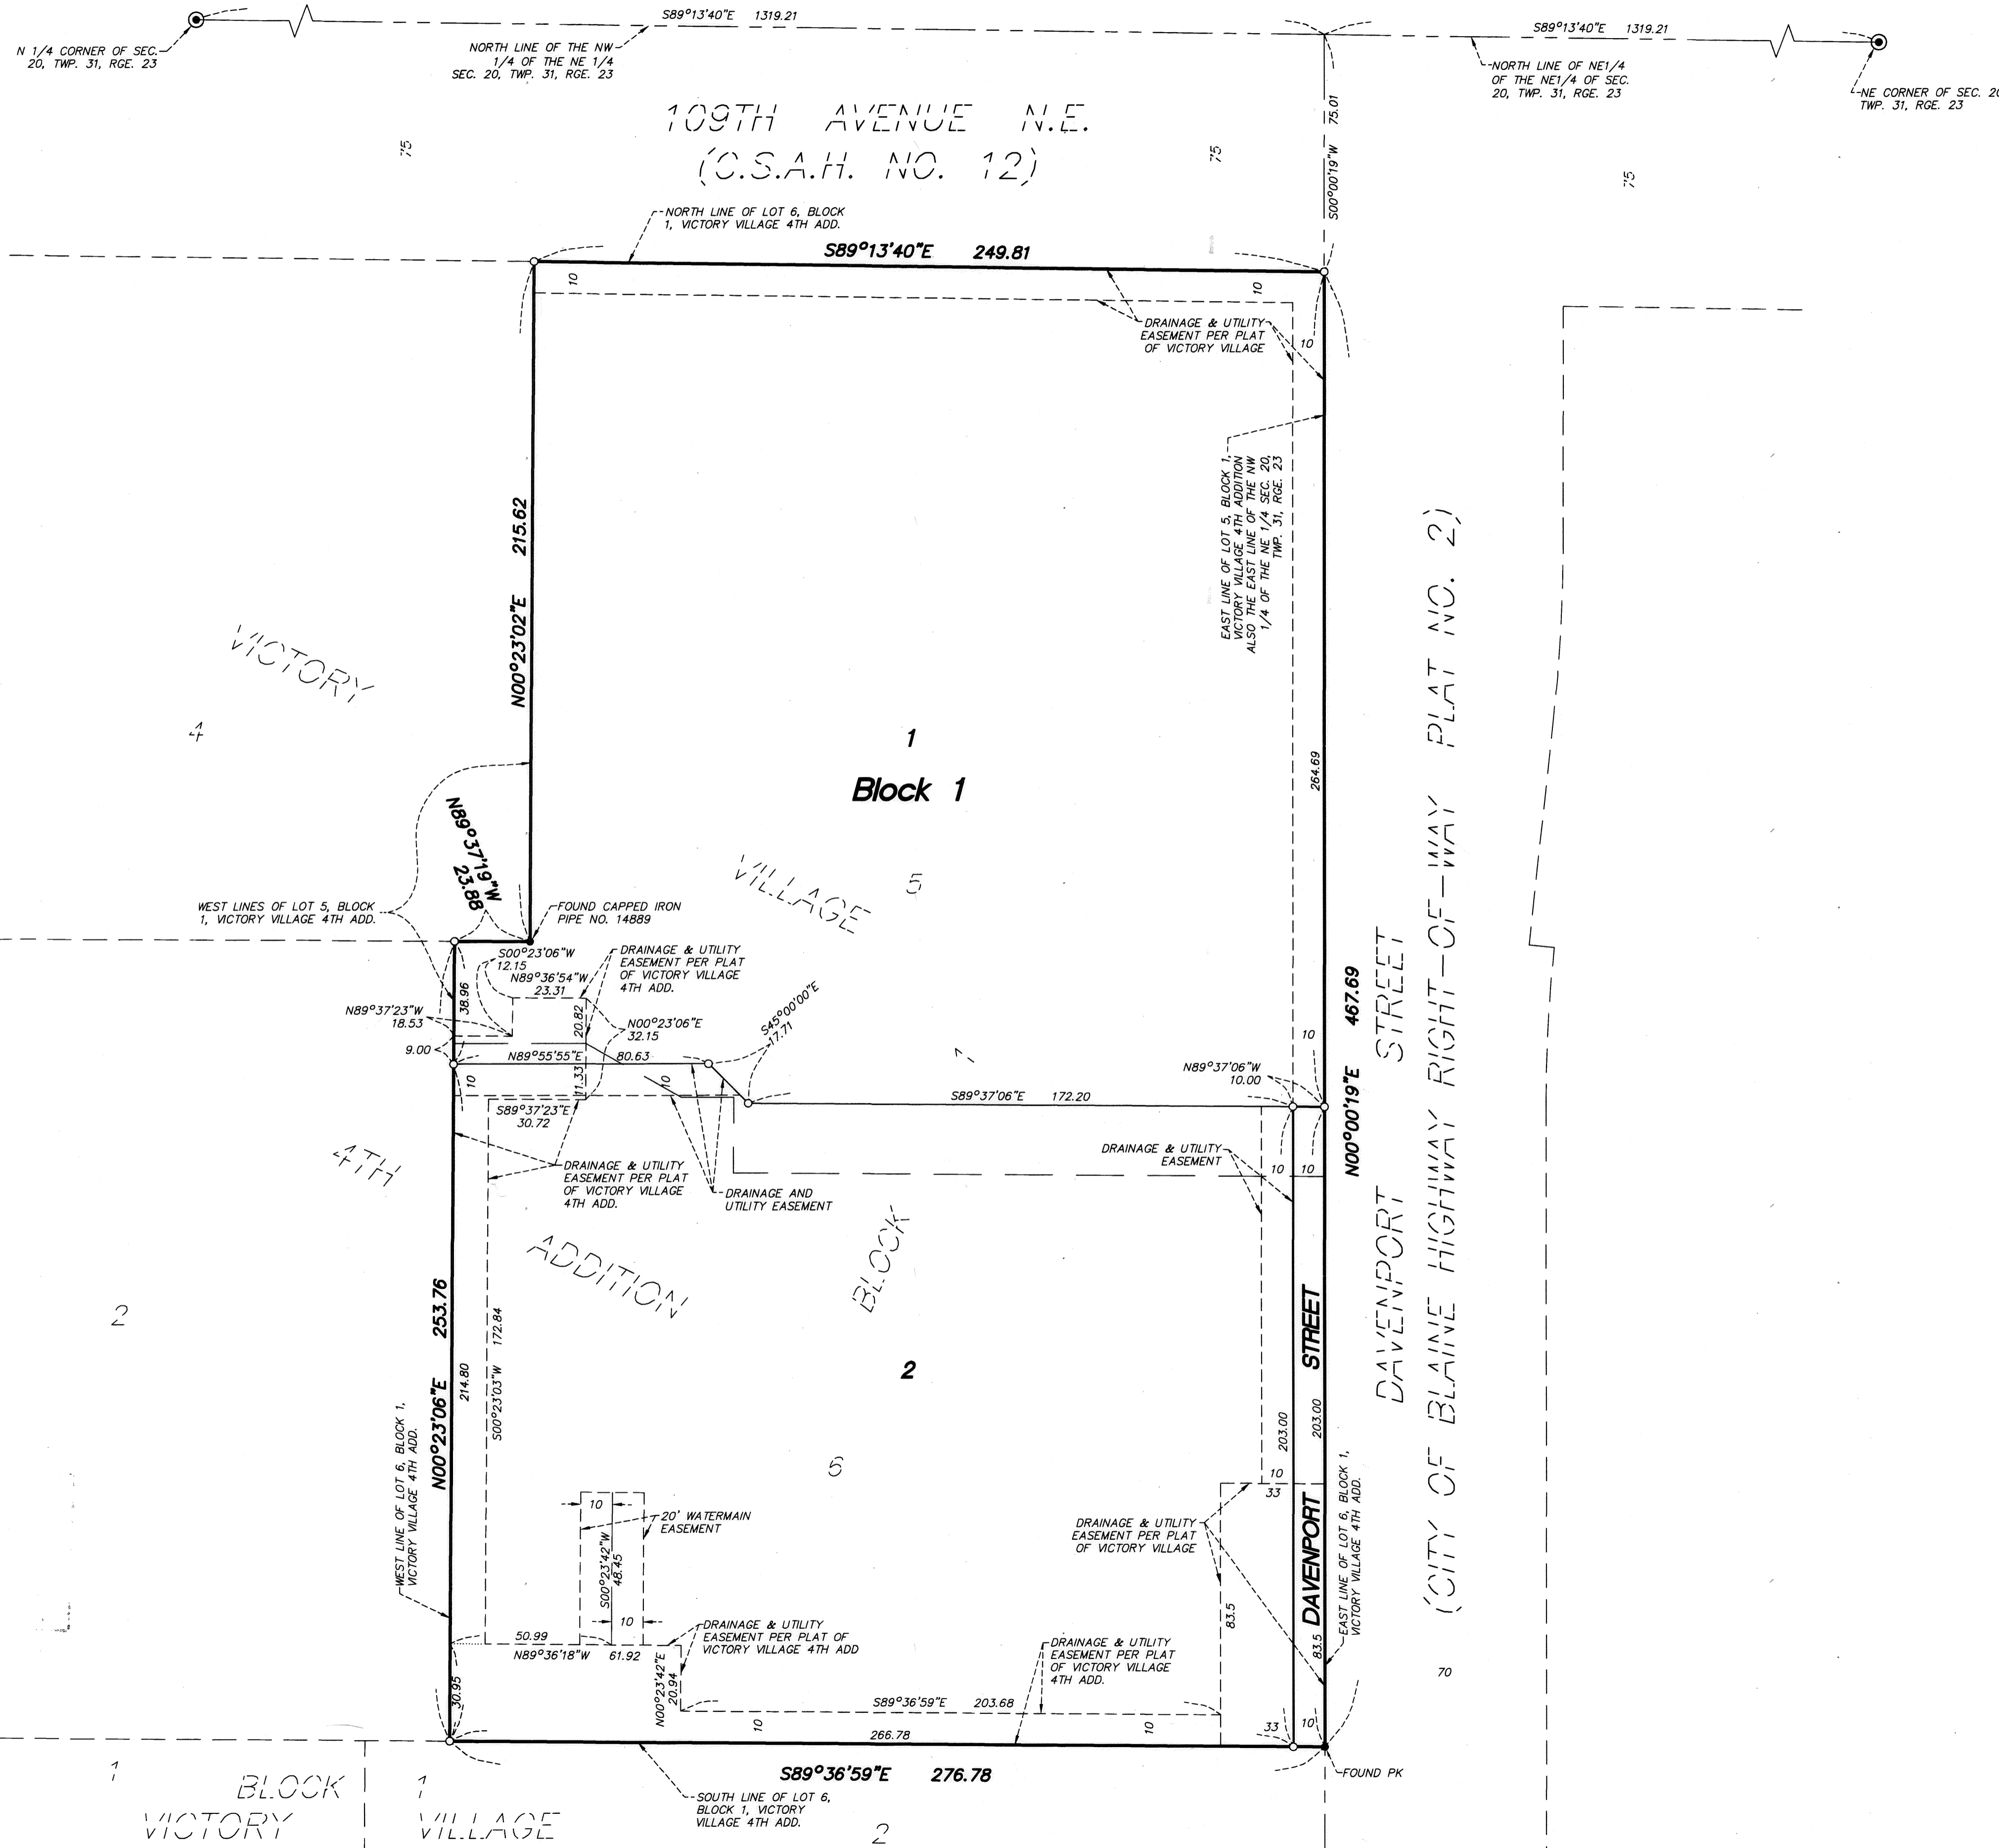 S89°13'40"E 1319.21
S89°13'40"E 1319.21
N 1/4 CORNER OF SEC.
20, TWP. 31, RGE. 23
NORTH LINE OF THE NW
1/4 OF THE NE 1/4
SEC. 20, TWP. 31, RGE. 23
NORTH LINE OF NE1/4
OF THE NE1/4 OF SEC.
20, TWP. 31, RGE. 23
NE CORNER OF SEC. 20
TWP. 31, RGE. 23
109TH AVENUE N.E.
(C.S.A.H. NO. 12)
75
75
75
S00°00'19"W 75.01
NORTH LINE OF LOT 6, BLOCK
1, VICTORY VILLAGE 4TH ADD.
S89°13'40"E 249.81
10
10
DRAINAGE & UTILITY
EASEMENT PER PLAT
OF VICTORY VILLAGE
10
EAST LINE OF LOT 5, BLOCK 1,
VICTORY VILLAGE 4TH ADDITION
ALSO THE EAST LINE OF THE NW
1/4 OF THE NE 1/4 SEC. 20,
TWP. 31, RGE. 23
N00°23'02"E 215.62
VICTORY
4
1
Block 1
264.69
N89°37'19"W
23.88
VILLAGE
5
WEST LINES OF LOT 5, BLOCK
1, VICTORY VILLAGE 4TH ADD.
FOUND CAPPED IRON
PIPE NO. 14889
S00°23'06"W
12.15
N89°36'54"W
23.31
DRAINAGE & UTILITY
EASEMENT PER PLAT
OF VICTORY VILLAGE
4TH ADD.
38.96
N89°37'23"W
18.53
20.82
N00°23'06"E
32.15
S45°00'00"E
17.71
9.00
N89°55'55"E 80.63
1,
10
11.33
10
10
N89°37'06"W
10.00
S89°37'06"E 172.20
S89°37'23"E
30.72
N00°00'19"E 467.69
DAVENPORT STREET
(CITY OF BLAINE HIGHWAY RIGHT-OF-WAY PLAT NO. 2)
DRAINAGE & UTILITY
EASEMENT
10
10
4TH
DRAINAGE & UTILITY
EASEMENT PER PLAT
OF VICTORY VILLAGE
4TH ADD.
DRAINAGE AND
UTILITY EASEMENT
ADDITION
BLOCK
2
N00°23'06"E 253.76
214.80
S00°23'03"W 172.84
2
6
203.00
203.00
DAVENPORT STREET
WEST LINE OF LOT 6, BLOCK 1,
VICTORY VILLAGE 4TH ADD.
EAST LINE OF LOT 6, BLOCK 1,
VICTORY VILLAGE 4TH ADD.
10
33
10
20' WATERMAIN
EASEMENT
S00°23'42"W
48.45
10
DRAINAGE & UTILITY
EASEMENT PER PLAT
OF VICTORY VILLAGE
83.5
83.5
50.99
N89°36'18"W 61.92
DRAINAGE & UTILITY
EASEMENT PER PLAT OF
VICTORY VILLAGE 4TH ADD
DRAINAGE & UTILITY
EASEMENT PER PLAT
OF VICTORY VILLAGE
4TH ADD.
70
30.95
N00°23'42"E
20.94
S89°36'59"E 203.68
10
10
33
10
266.78
S89°36'59"E 276.78
FOUND PK
1
BLOCK 1
VICTORY VILLAGE
SOUTH LINE OF LOT 6,
BLOCK 1, VICTORY
VILLAGE 4TH ADD.
2